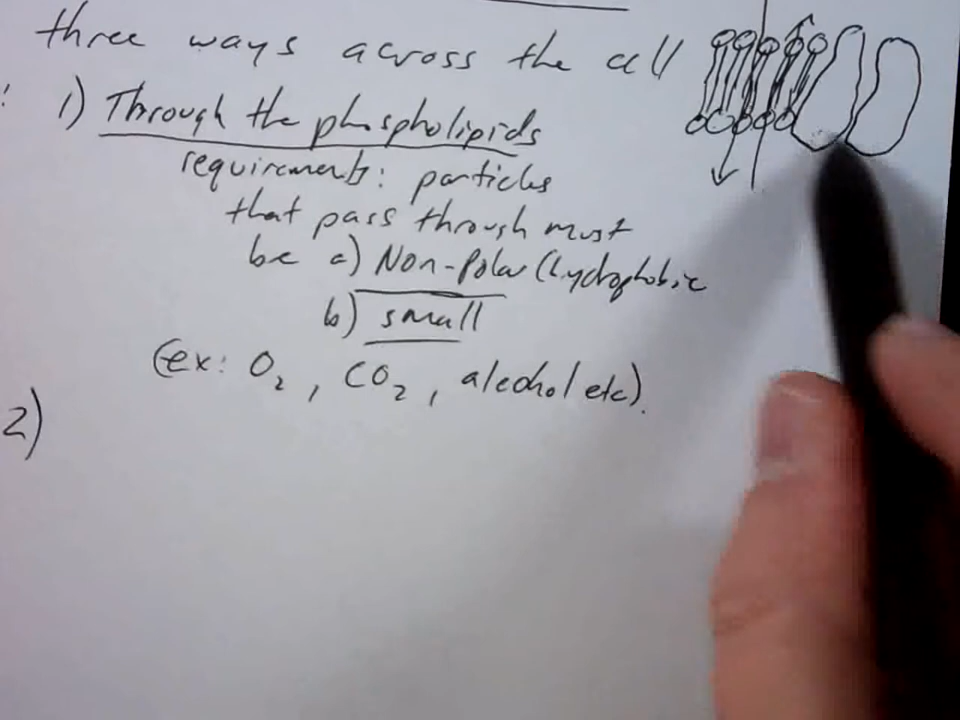 three ways across the cell
! 1) Through the phospholipids
requirements: particles
that pass through must
be a) Non-Polar (hydrophobic
b) small
(ex: O₂, CO₂, alcohol etc).
2)